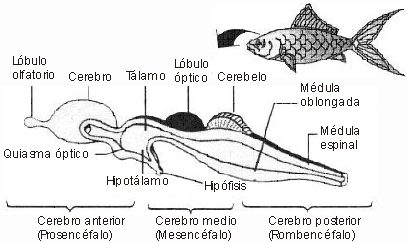 Lóbulo
olfatorio
Cerebro
Tálamo
Lóbulo
óptico
Cerebelo
Médula
oblongada
Médula
espinal
Quiasma óptico
Hipotálamo
Hipófisis
Cerebro anterior
(Prosencéfalo)
Cerebro medio
(Mesencéfalo)
Cerebro posterior
(Rombencéfalo)